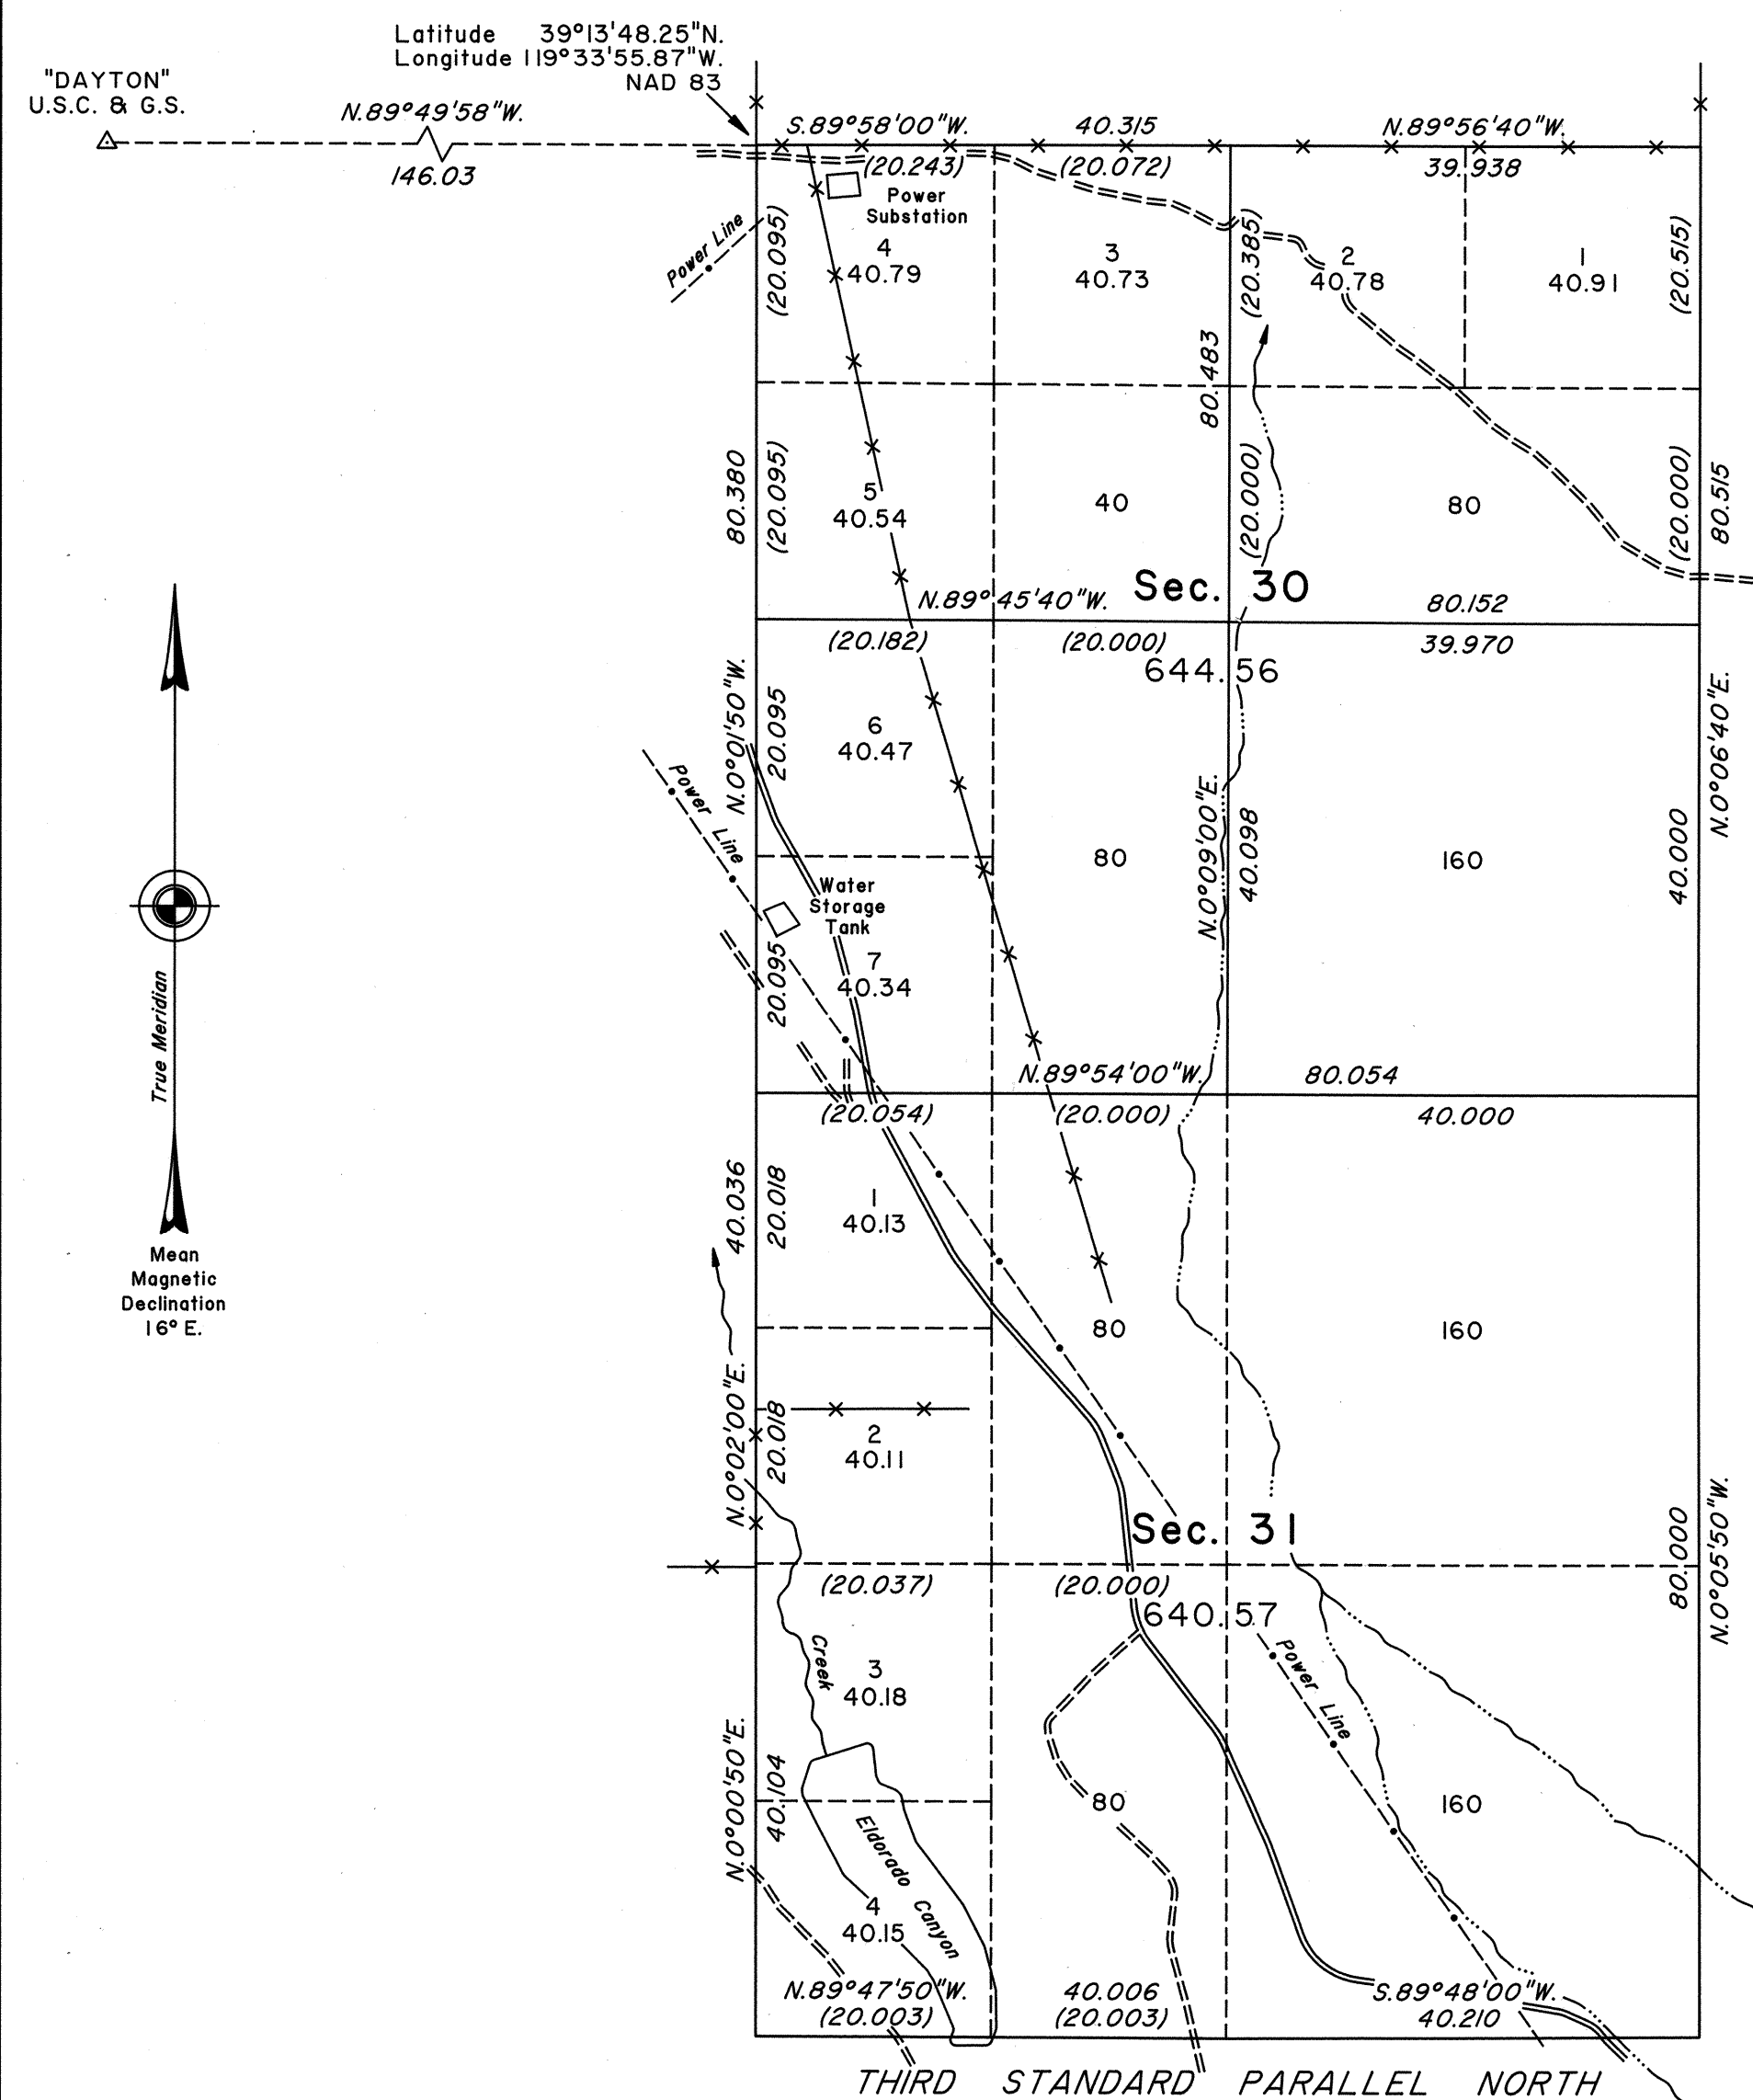 Latitude 39°13'48.25"N.
Longitude 119°33'55.87"W.
NAD 83
"DAYTON"
U.S.C. & G.S.
N.89°49'58"W.
146.03
S.89°58'00"W.
40.315
N.89°56'40"W.
(20.243)
(20.072)
39.938
Power
Substation
Power Line
(20.095)
4
40.79
3
40.73
(20.385)
2
40.78
1
40.91
(20.515)
80.483
80.380
(20.095)
5
40.54
40
(20.000)
80
(20.000)
80.515
N.89°45'40"W.
Sec. 30
80.152
(20.182)
(20.000)
39.970
644.56
N.0°01'50"W.
20.095
6
40.47
N.0°06'40"E.
Power Line
80
N.0°09'00"E.
40.098
160
40.000
Water
Storage
Tank
20.095
7
40.34
True Meridian
N.89°54'00"W.
80.054
(20.054)
(20.000)
40.000
40.036
20.018
1
40.13
Mean
Magnetic
Declination
16° E.
80
160
N.0°02'00"E.
20.018
2
40.11
Sec. 31
80.000
N.0°05'50"W.
(20.037)
(20.000)
640.57
Creek
3
40.18
Power Line
N.0°00'50"E.
40.104
80
160
Eldorado Canyon
4
40.15
N.89°47'50"W.
40.006
S.89°48'00"W.
(20.003)
(20.003)
40.210
THIRD STANDARD PARALLEL NORTH